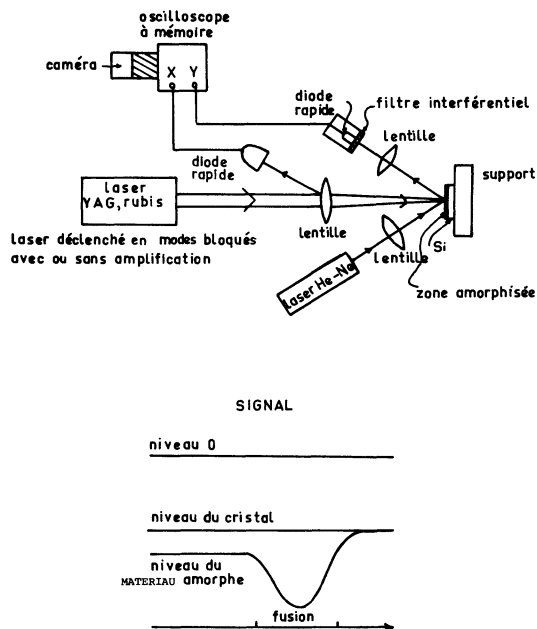 oscilloscope
à mémoire
caméra
X Y
diode
rapide
filtre interférentiel
lentille
diode
rapide
support
laser
YAG, rubis
lentille
laser déclenché en modes bloqués
avec ou sans amplification
Si
lentille
laser He-Ne
zone amorphisée
SIGNAL
niveau 0
niveau du cristal
niveau du
MATERIAU amorphe
fusion